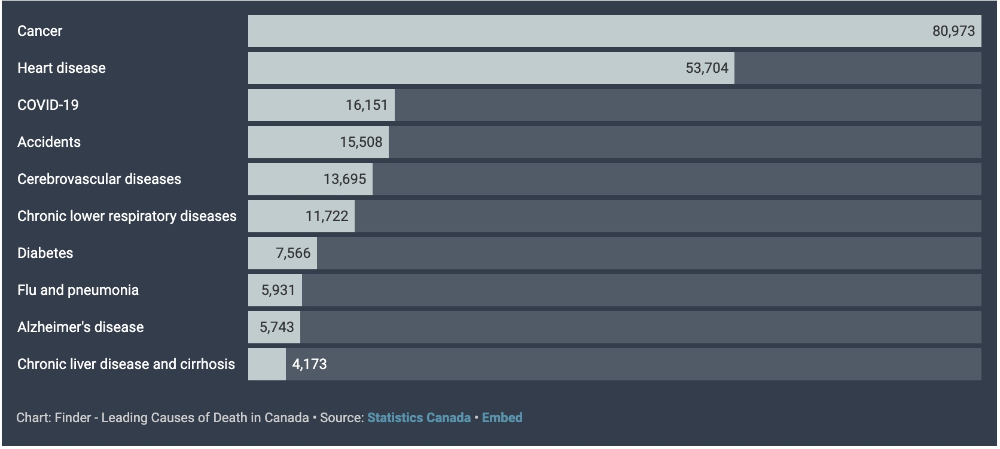 Cancer 80,973
Heart disease 53,704
COVID-19 16,151
Accidents 15,508
Cerebrovascular diseases 13,695
Chronic lower respiratory diseases 11,722
Diabetes 7,566
Flu and pneumonia 5,931
Alzheimer's disease 5,743
Chronic liver disease and cirrhosis 4,173
Chart: Finder - Leading Causes of Death in Canada • Source: Statistics Canada • Embed